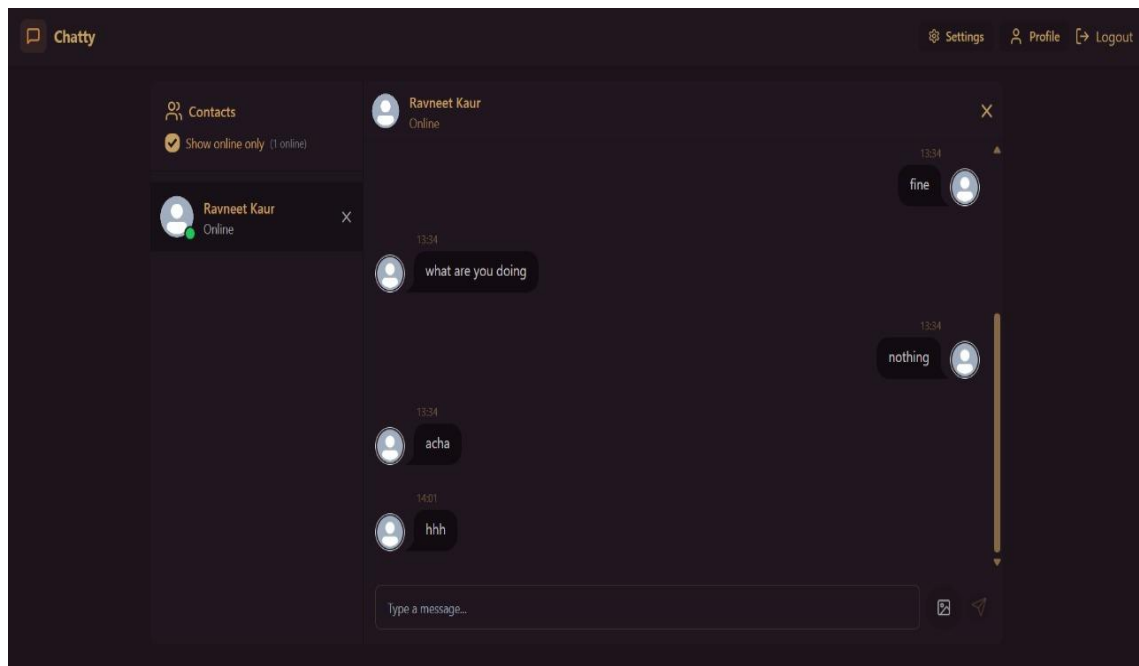 Chatty
Settings
Profile
Logout
Contacts
Show online only (1 online)
Ravneet Kaur
Online
Ravneet Kaur
Online
13:34
fine
13:34
what are you doing
13:34
nothing
13:34
acha
14:01
hhh
Type a message...